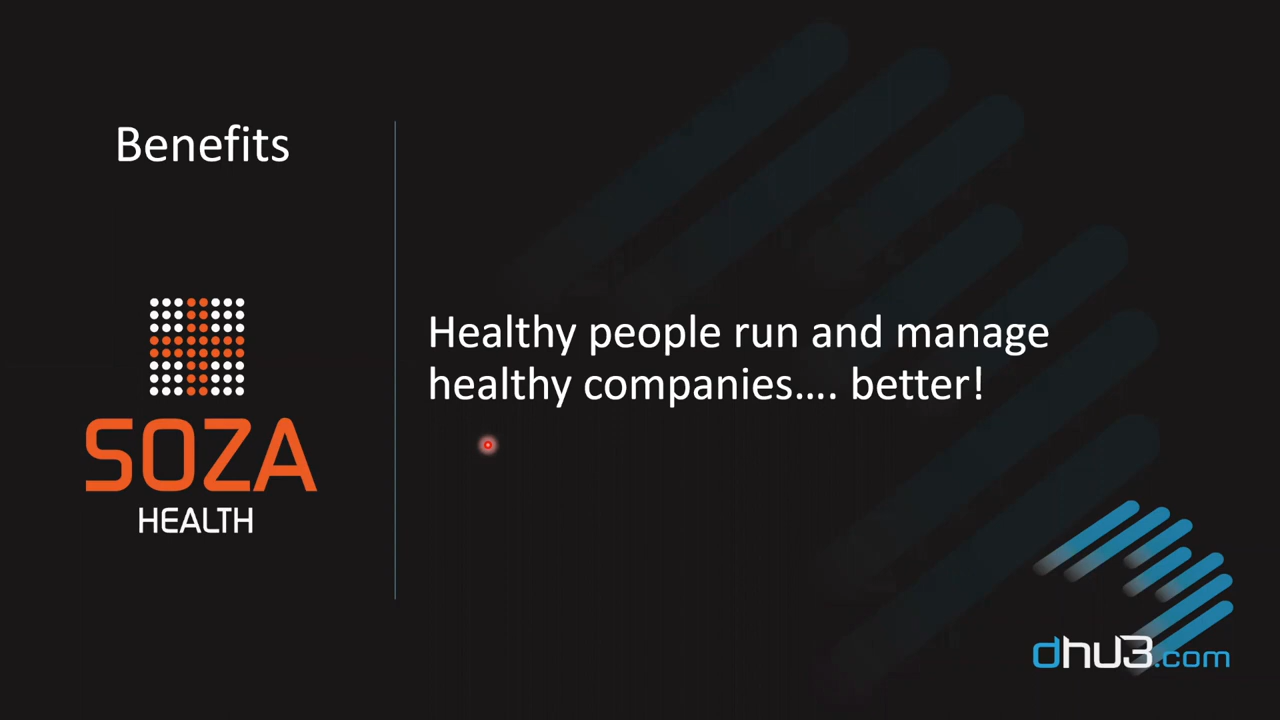 Benefits
SOZA
HEALTH
Healthy people run and manage
healthy companies.... better!
dhu3.com